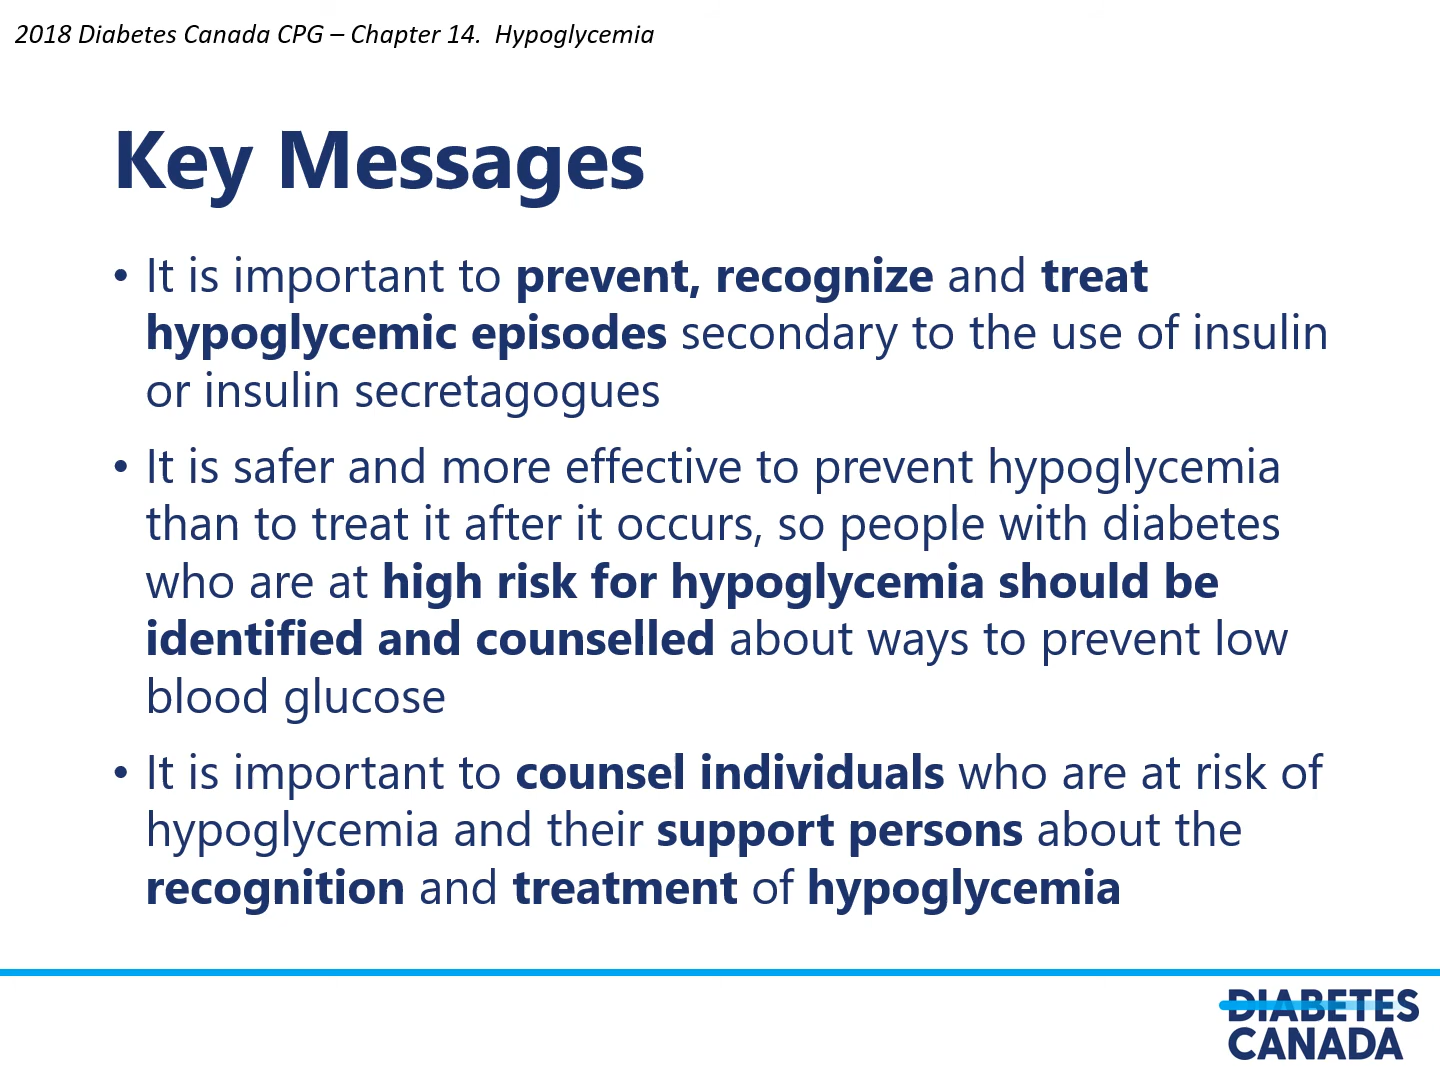 2018 Diabetes Canada CPG – Chapter 14.  Hypoglycemia
Key Messages
• It is important to prevent, recognize and treat
hypoglycemic episodes secondary to the use of insulin
or insulin secretagogues
• It is safer and more effective to prevent hypoglycemia
than to treat it after it occurs, so people with diabetes
who are at high risk for hypoglycemia should be
identified and counselled about ways to prevent low
blood glucose
• It is important to counsel individuals who are at risk of
hypoglycemia and their support persons about the
recognition and treatment of hypoglycemia
DIABETES
CANADA